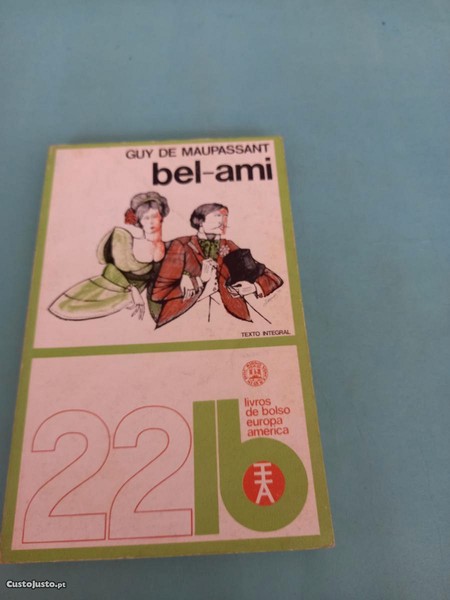 GUY DE MAUPASSANT
bel-ami
TEXTO INTEGRAL
22
lb
livros
de bolso
europa
america
CustoJusto.pt